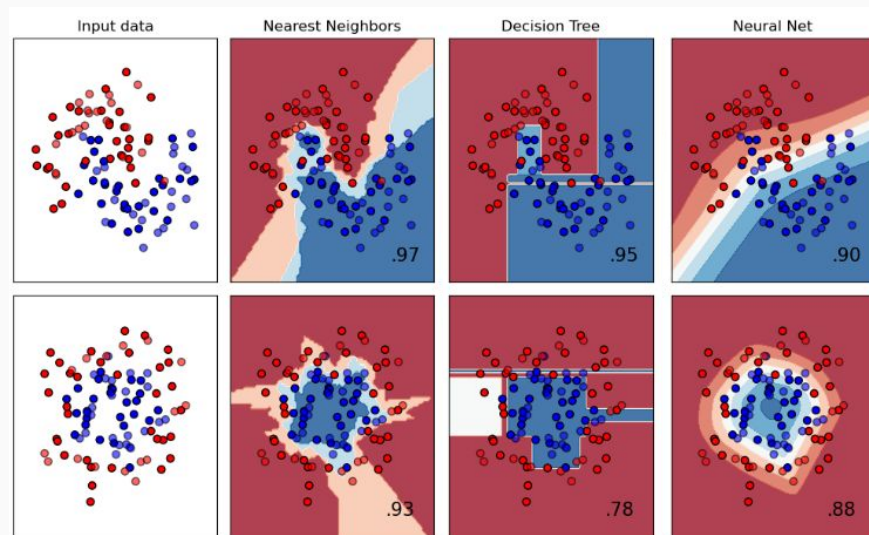 Input data Nearest Neighbors Decision Tree Neural Net
.97 .95 .90
.93 .78 .88